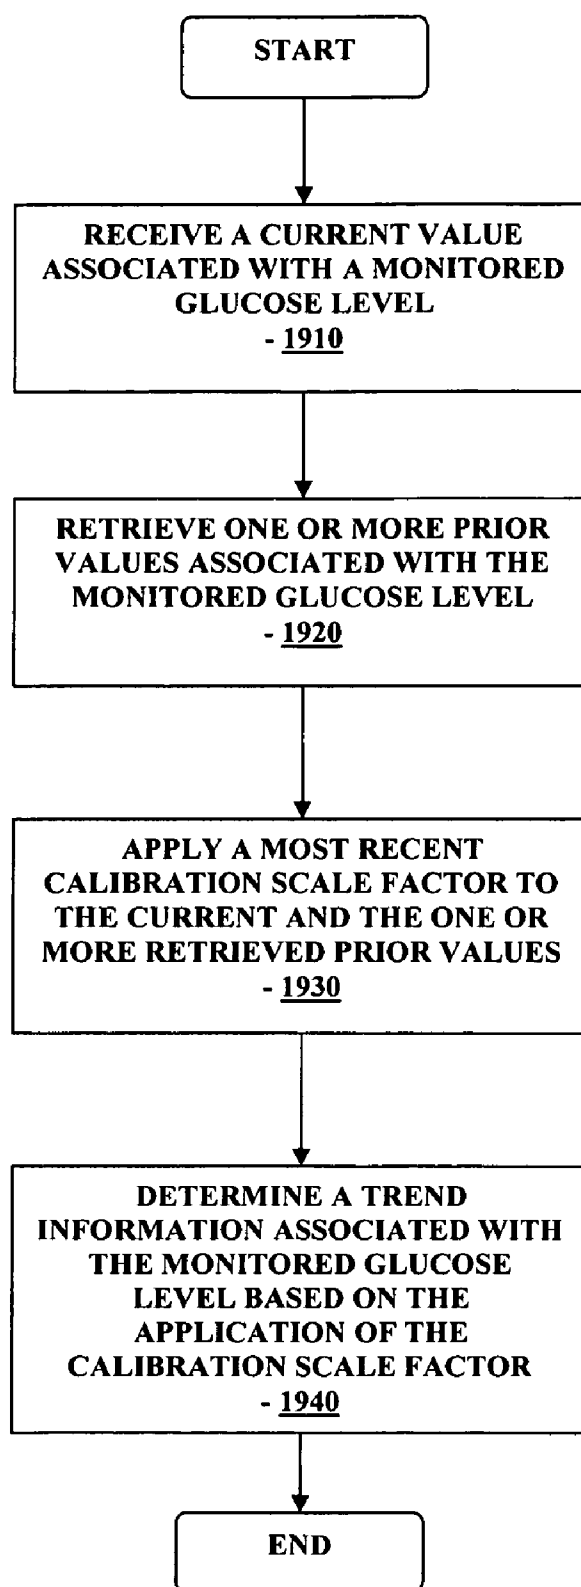 START
RECEIVE A CURRENT VALUE
ASSOCIATED WITH A MONITORED
GLUCOSE LEVEL
- 1910
RETRIEVE ONE OR MORE PRIOR
VALUES ASSOCIATED WITH THE
MONITORED GLUCOSE LEVEL
- 1920
APPLY A MOST RECENT
CALIBRATION SCALE FACTOR TO
THE CURRENT AND THE ONE OR
MORE RETRIEVED PRIOR VALUES
- 1930
DETERMINE A TREND
INFORMATION ASSOCIATED WITH
THE MONITORED GLUCOSE
LEVEL BASED ON THE
APPLICATION OF THE
CALIBRATION SCALE FACTOR
- 1940
END